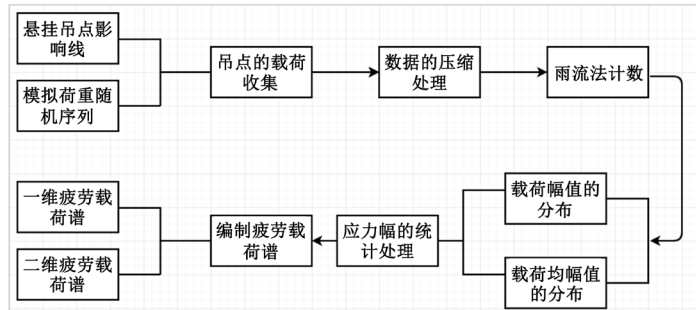 悬挂吊点影
响线
模拟荷重随
机序列
吊点的载荷
收集
数据的压缩
处理
雨流法计数
载荷幅值的
分布
载荷均幅值
的分布
应力幅的统
计处理
编制疲劳载
荷谱
一维疲劳载
荷谱
二维疲劳载
荷谱